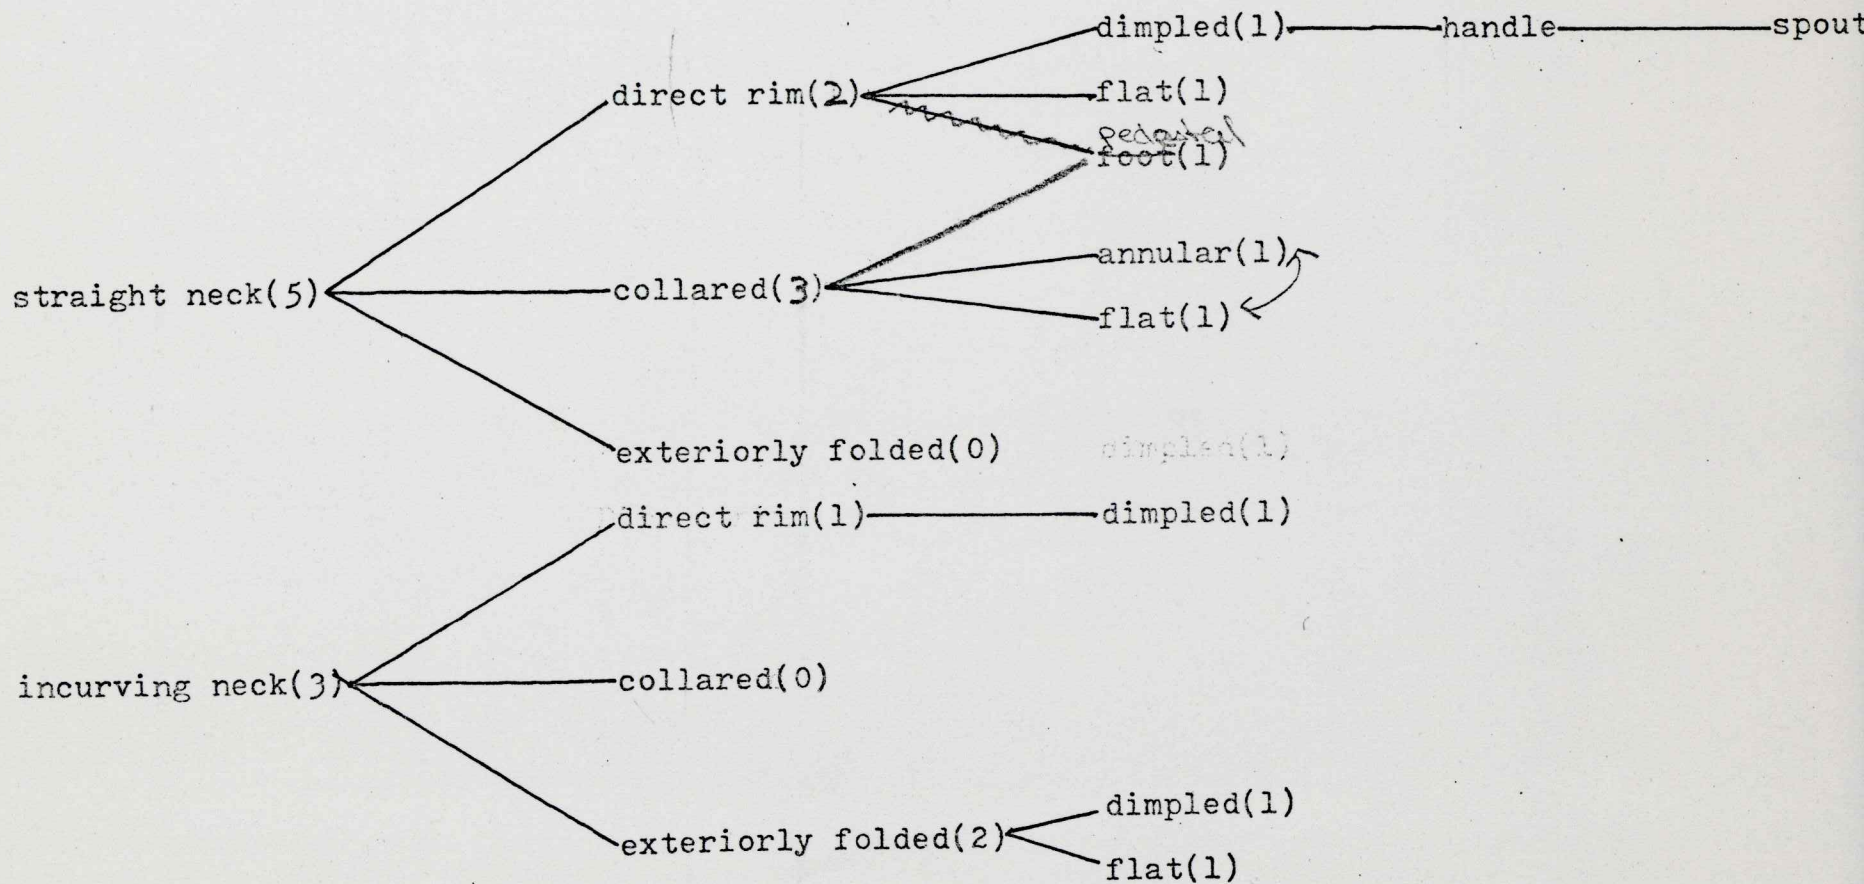 dimpled(1) handle spout
direct rim(2) flat(1)
pedestal
foot(1)
annular(1)
straight neck(5) collared(3)
flat(1)
exteriorly folded(0) dimpled(1)
direct rim(1) dimpled(1)
incurving neck(3) collared(0)
dimpled(1)
exteriorly folded(2)
flat(1)